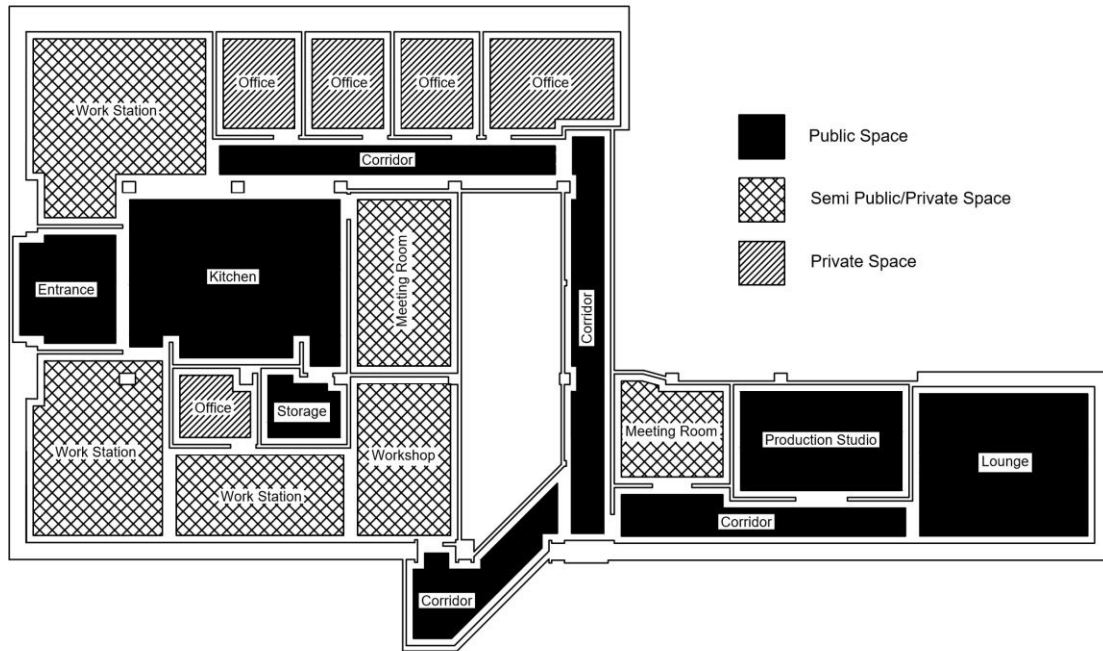 Office
Office
Office
Office
Work Station
Corridor
Public Space
Semi Public/Private Space
Private Space
Kitchen
Meeting Room
Entrance
Corridor
Office
Storage
Work Station
Workshop
Work Station
Meeting Room
Production Studio
Lounge
Corridor
Corridor